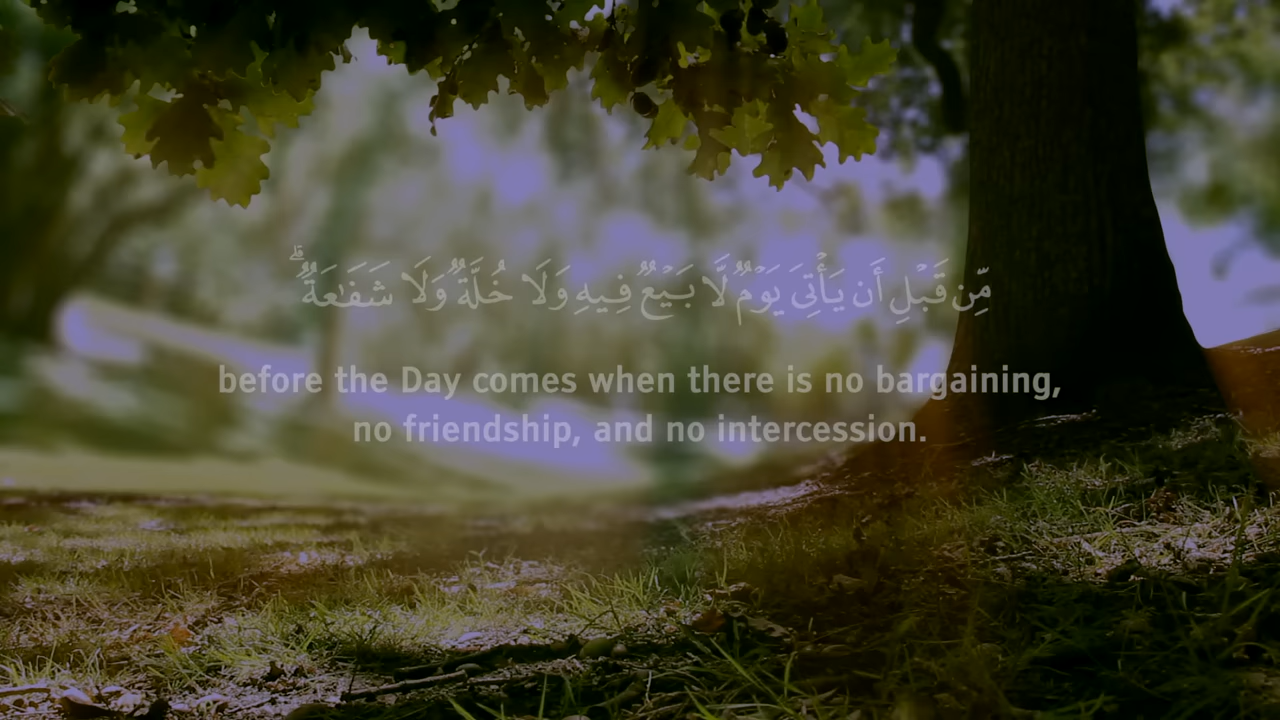 مِّن قَبْلِ أَن يَأْتِىَ يَوْمٌ لَّا بَيْعٌ فِيهِ وَلَا خُلَّةٌ وَلَا شَفَـٰعَةٌ ۗ
before the Day comes when there is no bargaining,
no friendship, and no intercession.